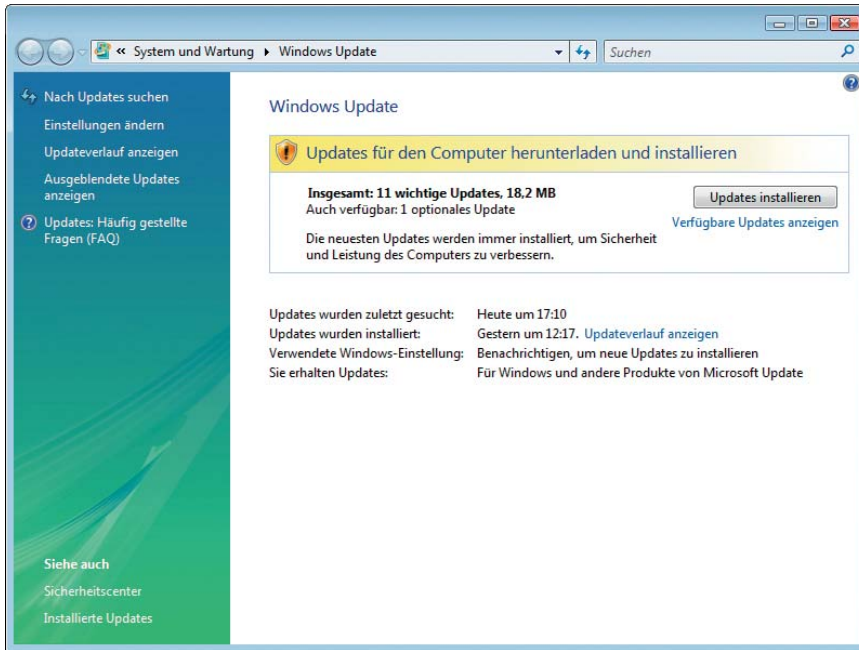 « System und Wartung ▸ Windows Update
Suchen
Nach Updates suchen
Einstellungen ändern
Updateverlauf anzeigen
Ausgeblendete Updates
anzeigen
Updates: Häufig gestellte
Fragen (FAQ)
Siehe auch
Sicherheitscenter
Installierte Updates
Windows Update
Updates für den Computer herunterladen und installieren
Insgesamt: 11 wichtige Updates, 18,2 MB
Auch verfügbar: 1 optionales Update
Updates installieren
Verfügbare Updates anzeigen
Die neuesten Updates werden immer installiert, um Sicherheit
und Leistung des Computers zu verbessern.
Updates wurden zuletzt gesucht: Heute um 17:10
Updates wurden installiert: Gestern um 12:17. Updateverlauf anzeigen
Verwendete Windows-Einstellung: Benachrichtigen, um neue Updates zu installieren
Sie erhalten Updates: Für Windows und andere Produkte von Microsoft Update